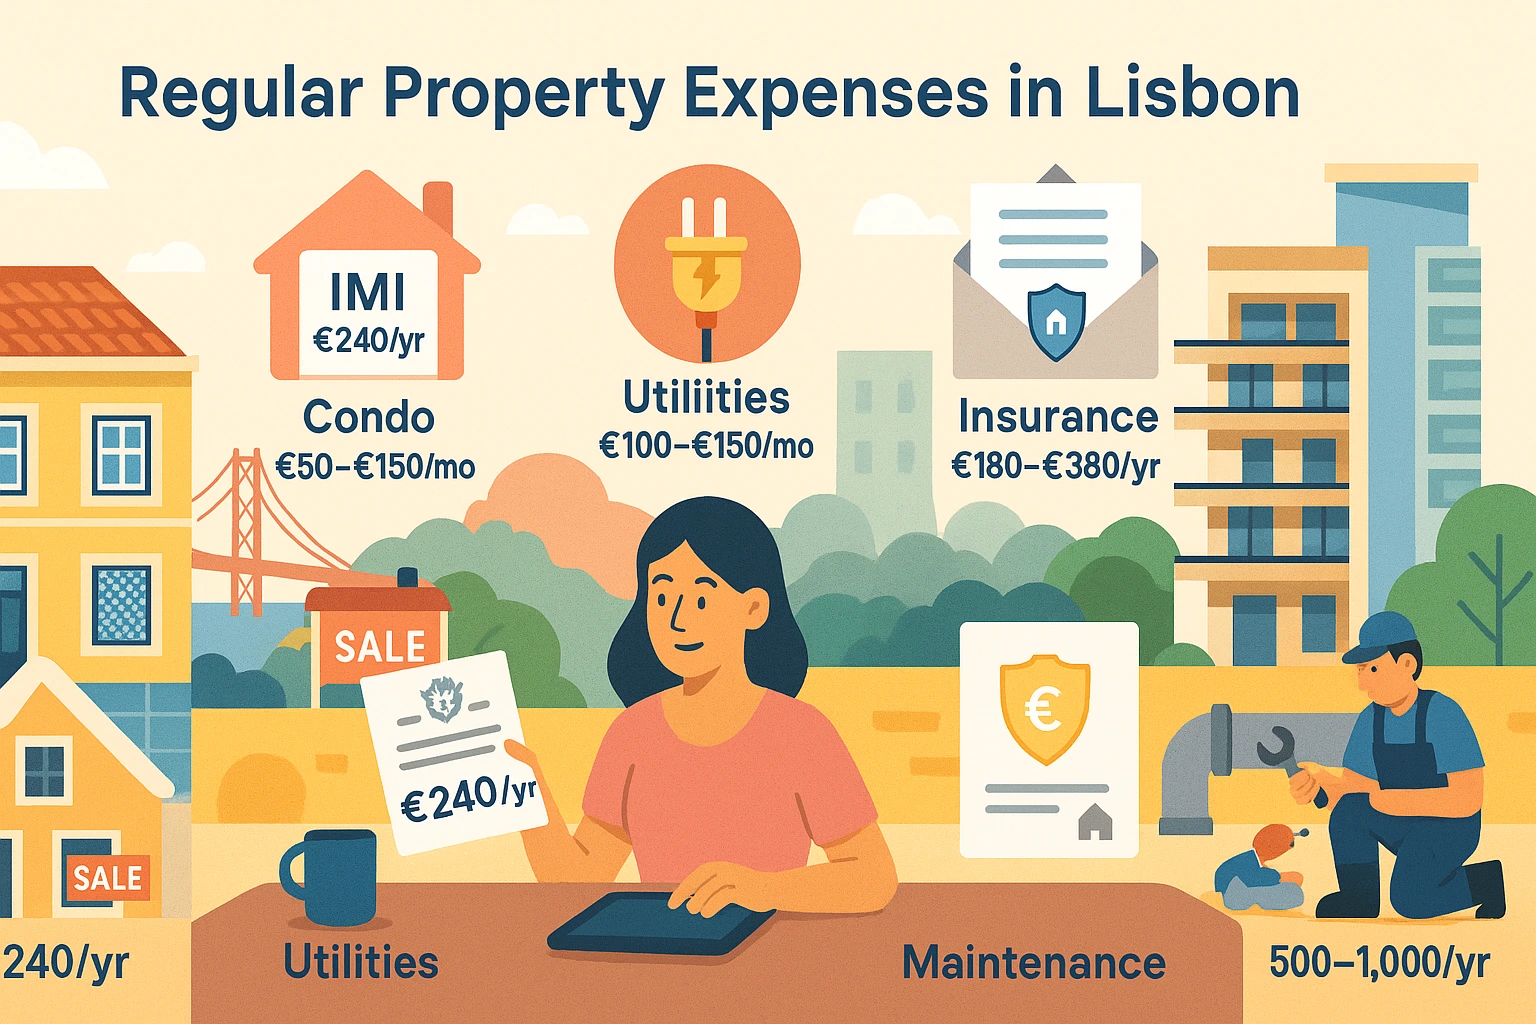 Regular Property Expenses in Lisbon
IMI
€240/yr
Condo
€50–€150/mo
Utiliities
€100–€150/mo
Insurance
€180–€380/yr
SALE
€240/yr
€
SALE
240/yr
Utilities
Maintenance
500–1,000/yr